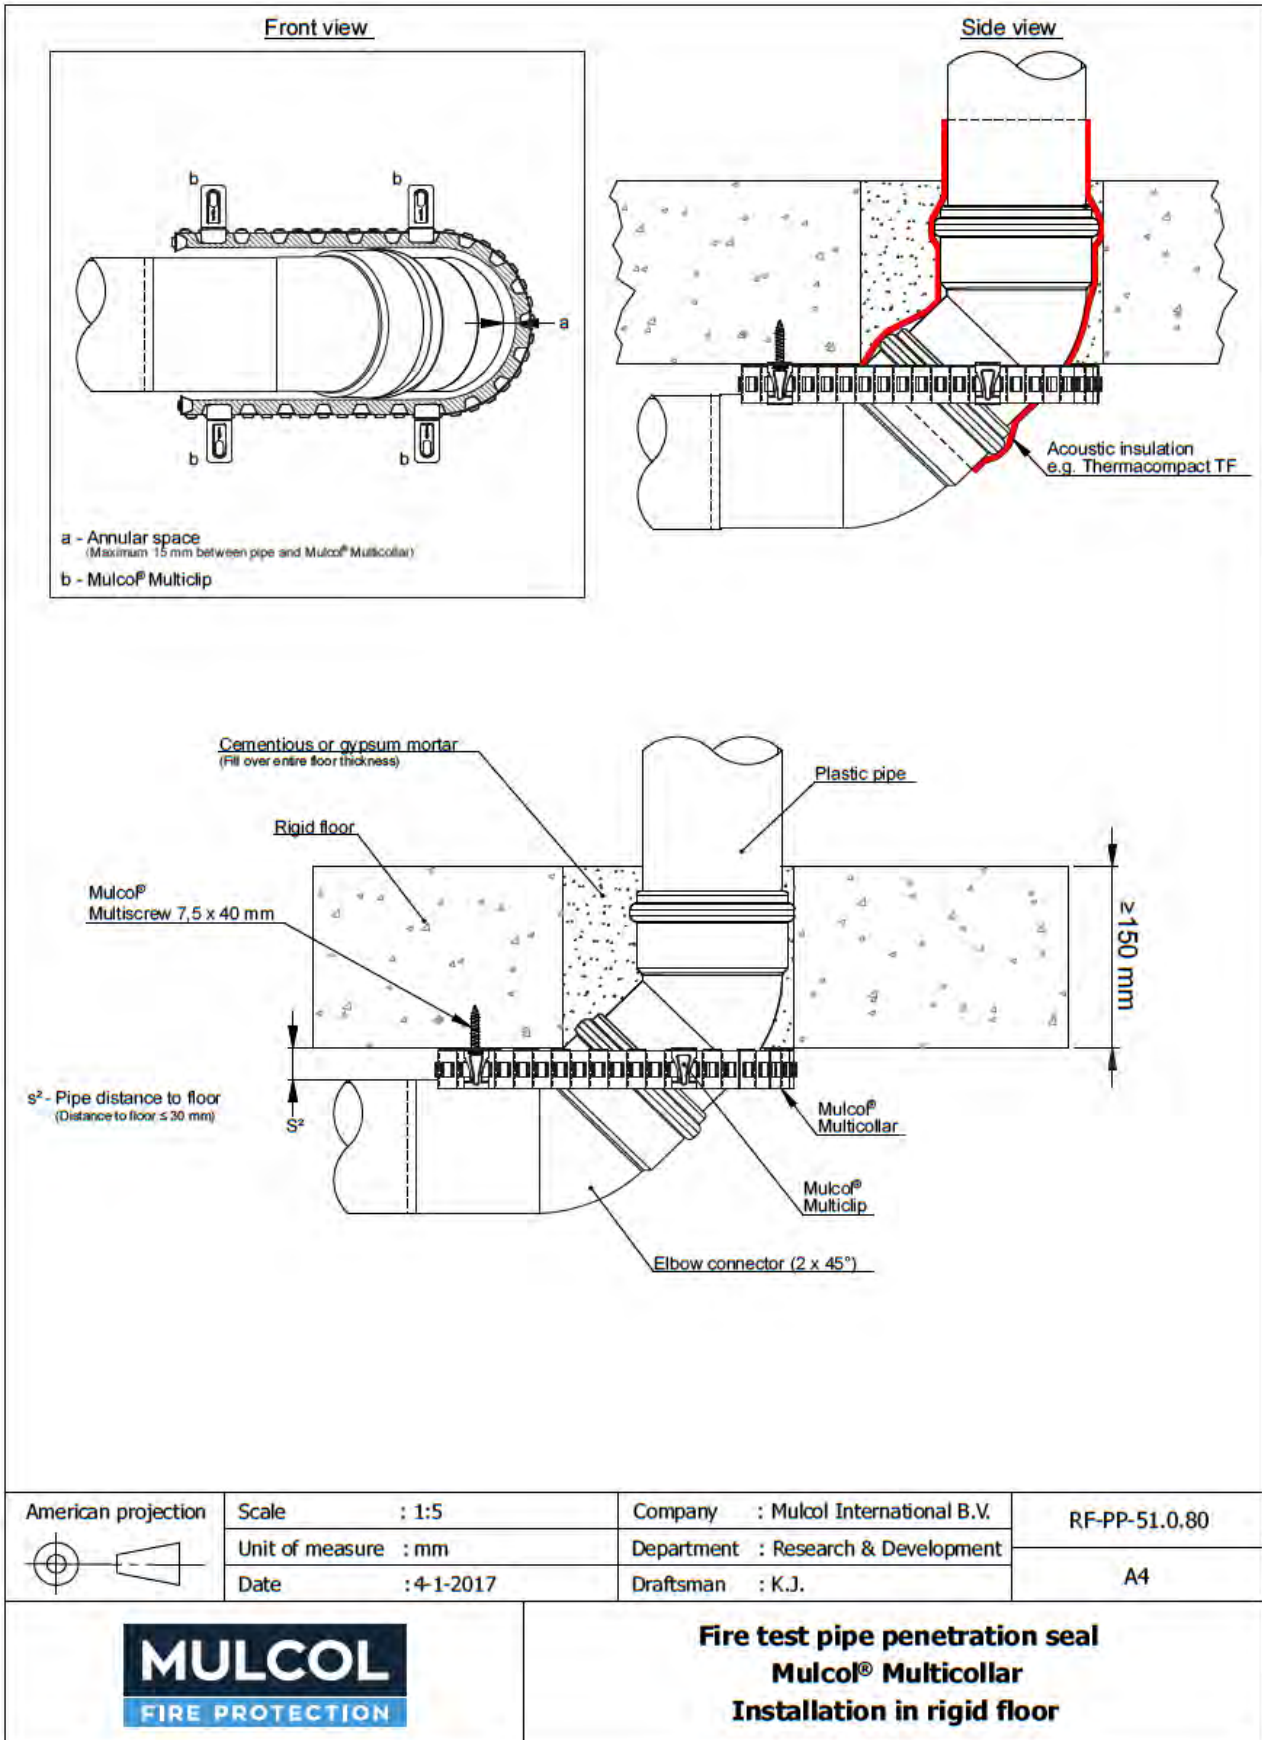 Front view
Side view
b
b
a
b
b
a - Annular space
(Maximum 15 mm between pipe and Mulcol® Multicollar)
b - Mulcol® Multiclip
Acoustic insulation
e.g. Thermacompact TF
Cementious or gypsum mortar
(Fill over entire floor thickness)
Plastic pipe
Rigid floor
Mulcol®
Multiscrew 7,5 x 40 mm
≥150 mm
s² - Pipe distance to floor
(Distance to floor ≤ 30 mm)
S²
Mulcol®
Multicollar
Mulcol®
Multiclip
Elbow connector (2 x 45°)
American projection
Scale : 1:5
Unit of measure : mm
Date : 4-1-2017
Company : Mulcol International B.V.
Department : Research & Development
Draftsman : K.J.
RF-PP-51.0.80
A4
MULCOL
FIRE PROTECTION
Fire test pipe penetration seal
Mulcol® Multicollar
Installation in rigid floor